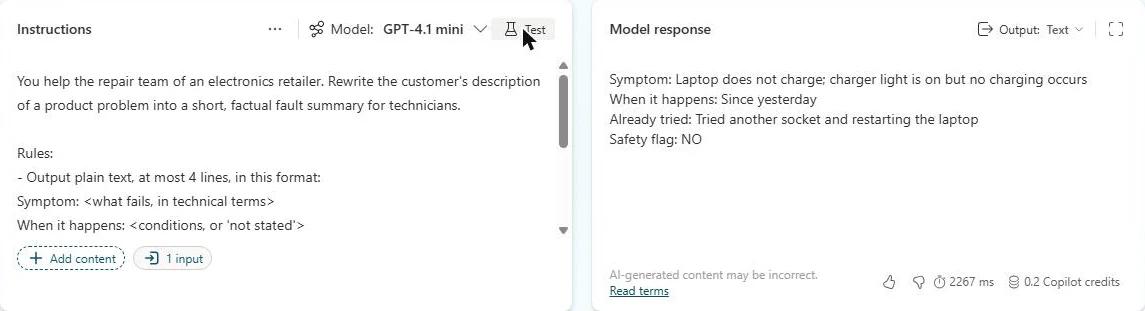 Instructions
... Model: GPT-4.1 mini Test
You help the repair team of an electronics retailer. Rewrite the customer's description
of a product problem into a short, factual fault summary for technicians.
Rules:
- Output plain text, at most 4 lines, in this format:
Symptom: <what fails, in technical terms>
When it happens: <conditions, or 'not stated'>
+ Add content 1 input
Model response
Output: Text
Symptom: Laptop does not charge; charger light is on but no charging occurs
When it happens: Since yesterday
Already tried: Tried another socket and restarting the laptop
Safety flag: NO
AI-generated content may be incorrect.
Read terms
2267 ms 0.2 Copilot credits